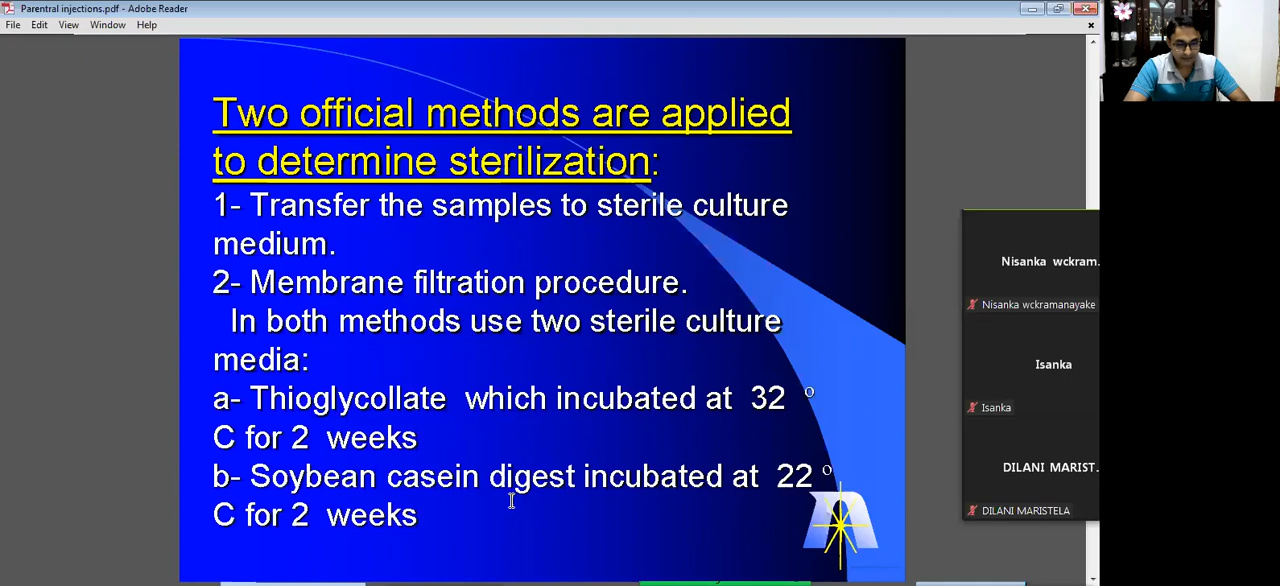 Parentral injections.pdf - Adobe Reader
File Edit View Window Help
Two official methods are applied
to determine sterilization:
1- Transfer the samples to sterile culture
medium.
2- Membrane filtration procedure.
In both methods use two sterile culture
media:
a- Thioglycollate which incubated at 32 º
C for 2 weeks
b- Soybean casein digest incubated at 22 º
C for 2 weeks
Nisanka wckram.
Nisanka wckramanayake
Isanka
Isanka
DILANI MARIST.
DILANI MARISTELA